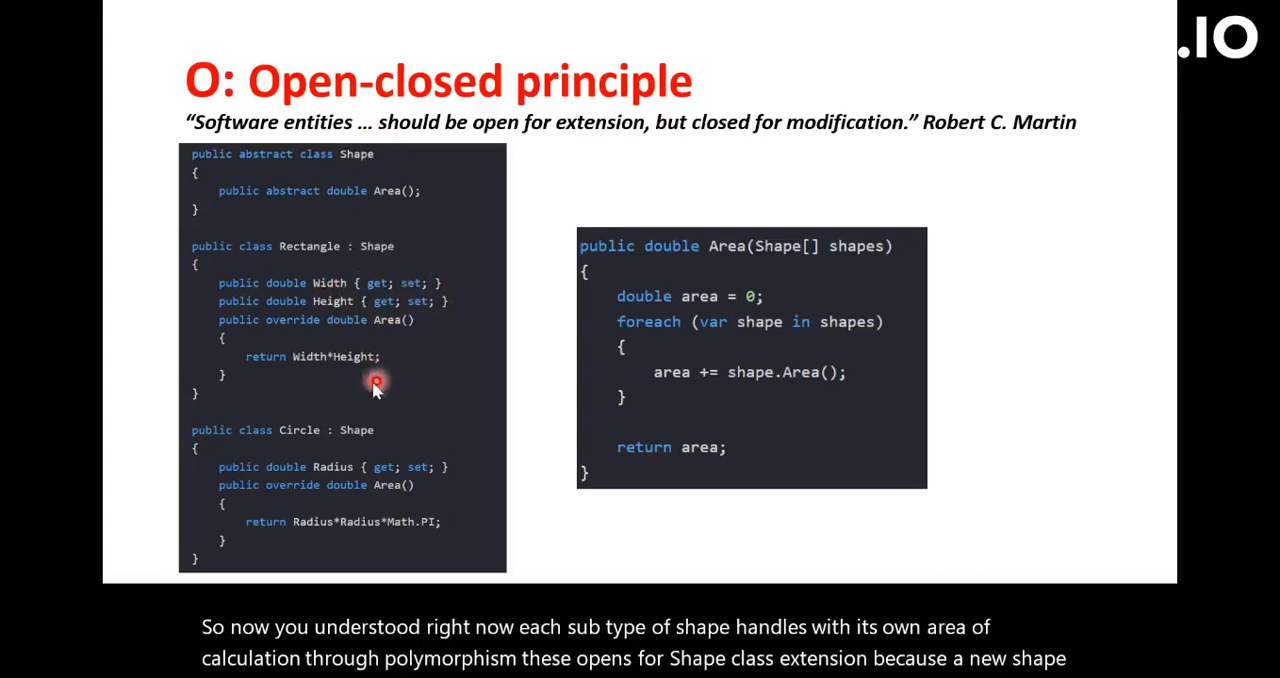 .IO
O: Open-closed principle
“Software entities … should be open for extension, but closed for modification.” Robert C. Martin
public abstract class Shape
{
public abstract double Area();
}
public class Rectangle : Shape
{
public double Width { get; set; }
public double Height { get; set; }
public override double Area()
{
return Width*Height;
}
}
public class Circle : Shape
{
public double Radius { get; set; }
public override double Area()
{
return Radius*Radius*Math.PI;
}
}
public double Area(Shape[] shapes)
{
double area = 0;
foreach (var shape in shapes)
{
area += shape.Area();
}
return area;
}
So now you understood right now each sub type of shape handles with its own area of
calculation through polymorphism these opens for Shape class extension because a new shape